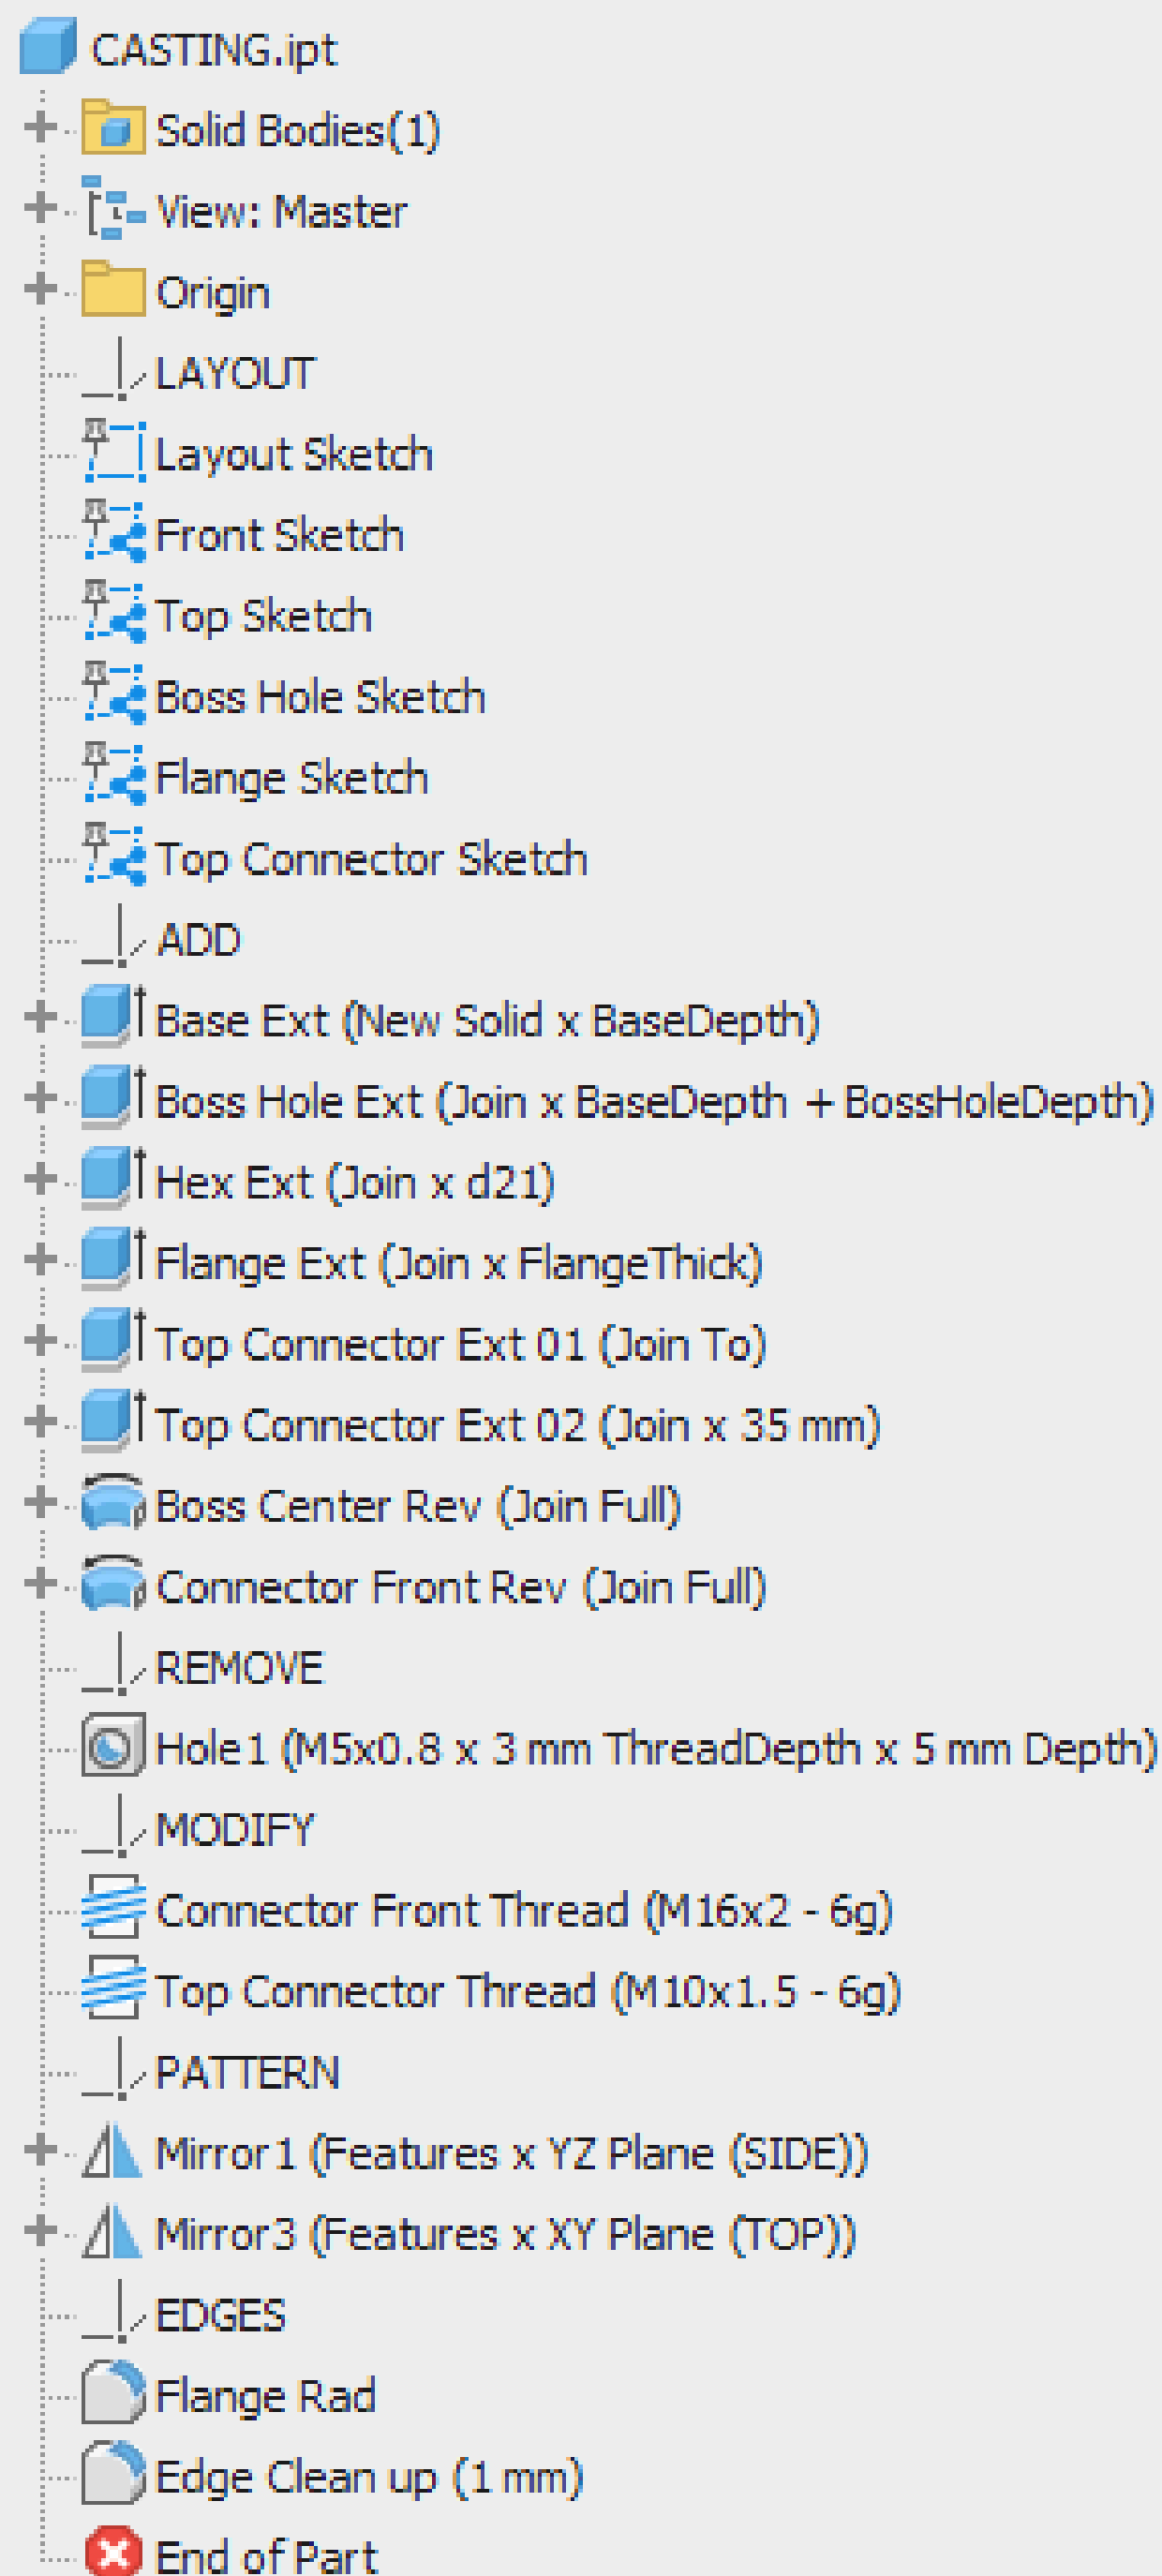 CASTING.ipt
Solid Bodies(1)
View: Master
Origin
LAYOUT
Layout Sketch
Front Sketch
Top Sketch
Boss Hole Sketch
Flange Sketch
Top Connector Sketch
ADD
Base Ext (New Solid x BaseDepth)
Boss Hole Ext (Join x BaseDepth + BossHoleDepth)
Hex Ext (Join x d21)
Flange Ext (Join x FlangeThick)
Top Connector Ext 01 (Join To)
Top Connector Ext 02 (Join x 35 mm)
Boss Center Rev (Join Full)
Connector Front Rev (Join Full)
REMOVE
Hole1 (M5x0.8 x 3 mm ThreadDepth x 5 mm Depth)
MODIFY
Connector Front Thread (M16x2 - 6g)
Top Connector Thread (M10x1.5 - 6g)
PATTERN
Mirror1 (Features x YZ Plane (SIDE))
Mirror3 (Features x XY Plane (TOP))
EDGES
Flange Rad
Edge Clean up (1 mm)
End of Part